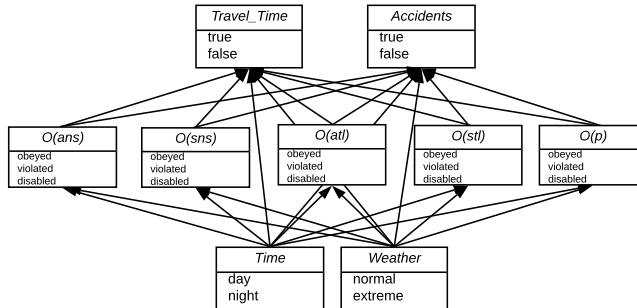 Travel_Time
true
false
Accidents
true
false
O(ans)
obeyed
violated
disabled
O(sns)
obeyed
violated
disabled
O(atl)
obeyed
violated
disabled
O(stl)
obeyed
violated
disabled
O(p)
obeyed
violated
disabled
Time
day
night
Weather
normal
extreme